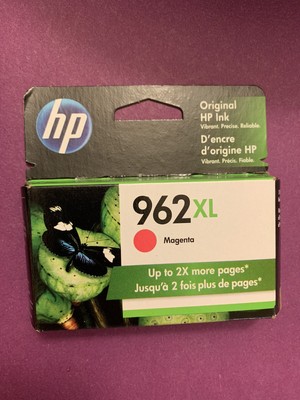 hp
Original
HP Ink
Vibrant. Precise. Reliable.
D'encre
d'origine HP
Vibrant. Précis. Fiable.
962XL
Magenta
Up to 2X more pages*
Jusqu'à 2 fois plus de pages*